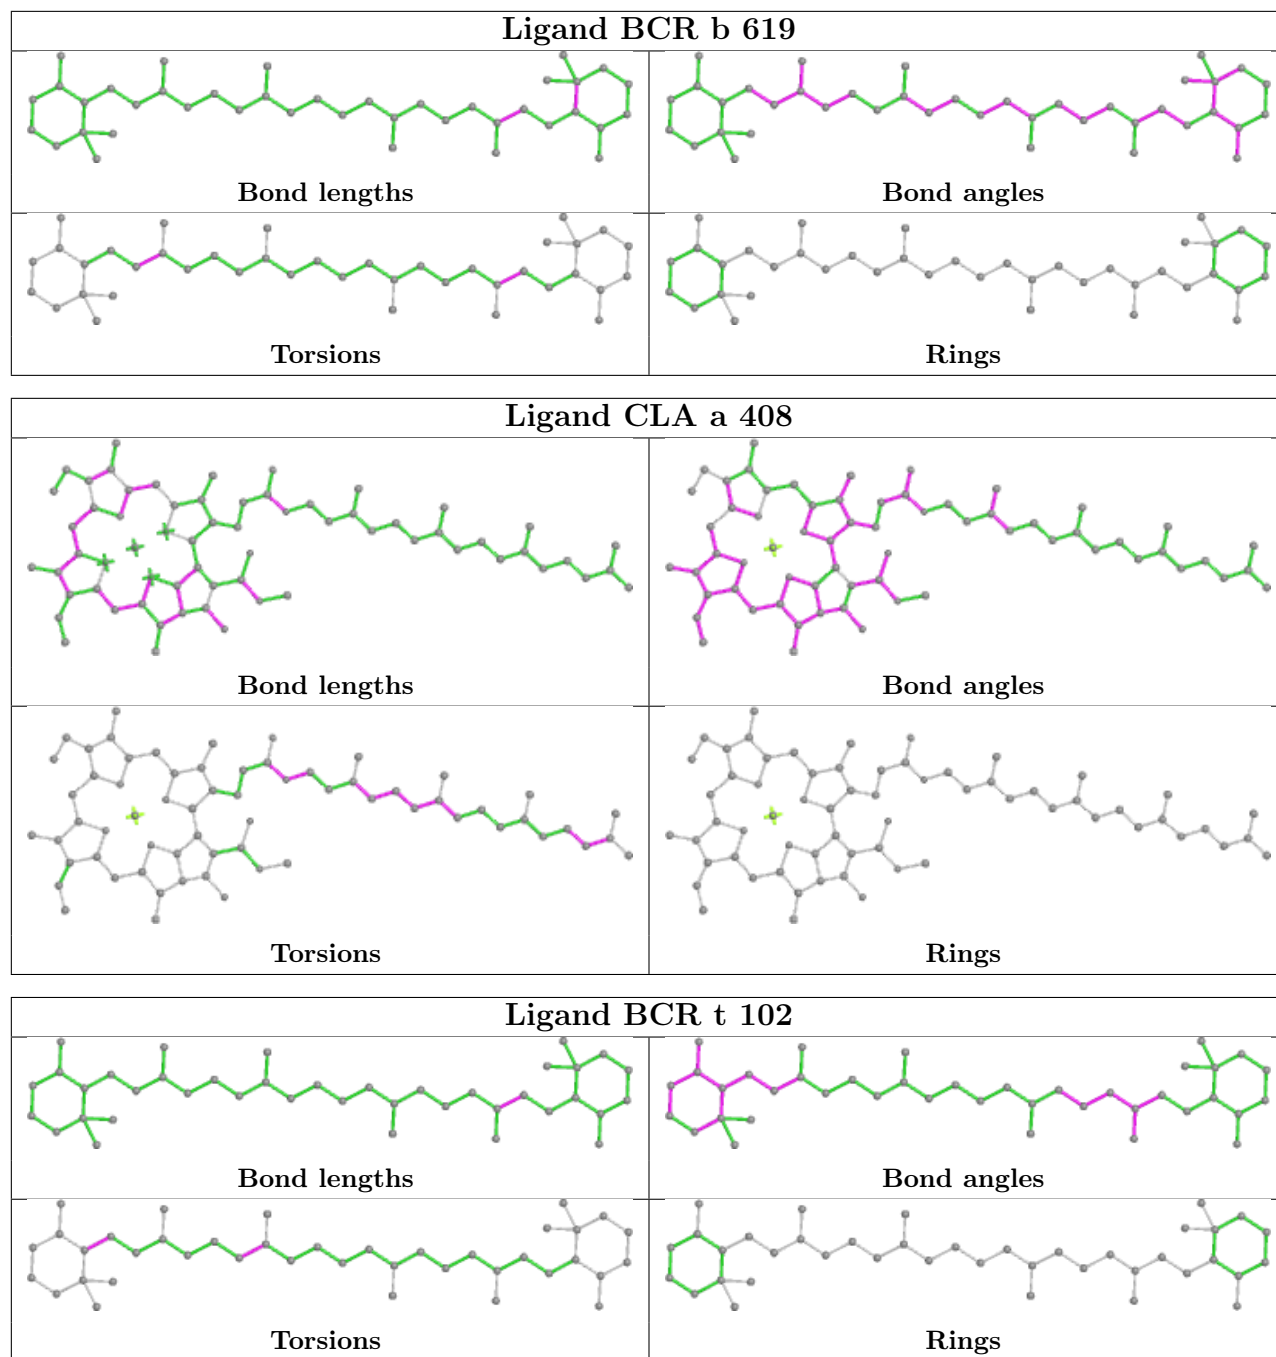 Ligand BCR b 619
Bond lengths
Bond angles
Torsions
Rings
Ligand CLA a 408
Bond lengths
Bond angles
Torsions
Rings
Ligand BCR t 102
Bond lengths
Bond angles
Torsions
Rings